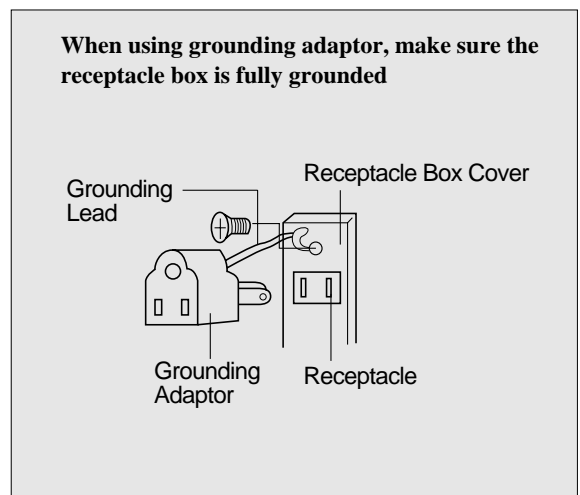 When using grounding adaptor, make sure the
receptacle box is fully grounded
Receptacle Box Cover
Grounding
Lead
Grounding
Adaptor
Receptacle